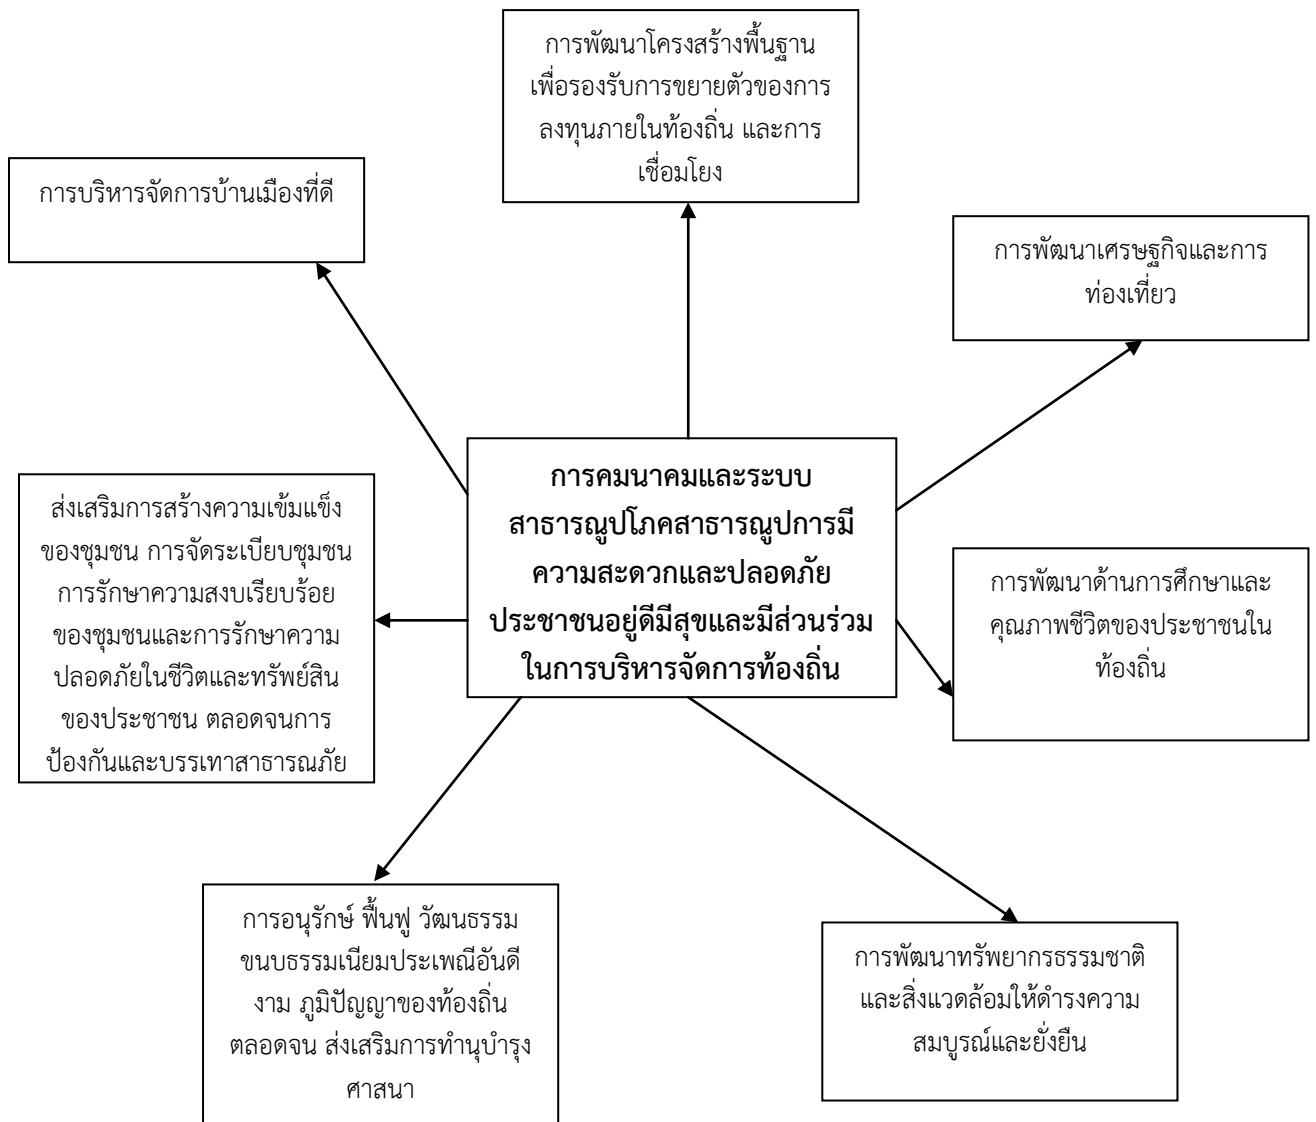 การพัฒนาโครงสร้างพื้นฐาน
เพื่อรองรับการขยายตัวของการ
ลงทุนภายในท้องถิ่น และการ
เชื่อมโยง
การบริหารจัดการบ้านเมืองที่ดี
การพัฒนาเศรษฐกิจและการ
ท่องเที่ยว
การคมนาคมและระบบ
สาธารณูปโภคสาธารณูปการมี
ความสะดวกและปลอดภัย
ประชาชนอยู่ดีมีสุขและมีส่วนร่วม
ในการบริหารจัดการท้องถิ่น
ส่งเสริมการสร้างความเข้มแข็ง
ของชุมชน การจัดระเบียบชุมชน
การรักษาความสงบเรียบร้อย
ของชุมชนและการรักษาความ
ปลอดภัยในชีวิตและทรัพย์สิน
ของประชาชน ตลอดจนการ
ป้องกันและบรรเทาสาธารณภัย
การพัฒนาด้านการศึกษาและ
คุณภาพชีวิตของประชาชนใน
ท้องถิ่น
การอนุรักษ์ ฟื้นฟู วัฒนธรรม
ขนบธรรมเนียมประเพณีอันดี
งาม ภูมิปัญญาของท้องถิ่น
ตลอดจน ส่งเสริมการทำนุบำรุง
ศาสนา
การพัฒนาทรัพยากรธรรมชาติ
และสิ่งแวดล้อมให้ดำรงความ
สมบูรณ์และยั่งยืน